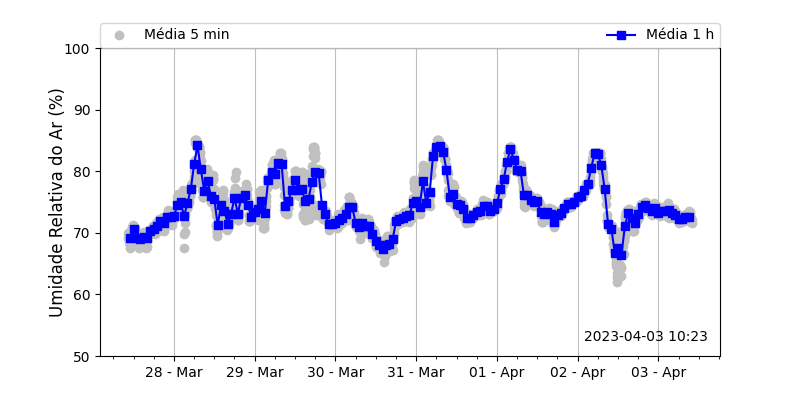 Média 5 min
Média 1 h
Umidade Relativa do Ar (%)
100
90
80
70
60
50
2023-04-03 10:23
28 - Mar
29 - Mar
30 - Mar
31 - Mar
01 - Apr
02 - Apr
03 - Apr